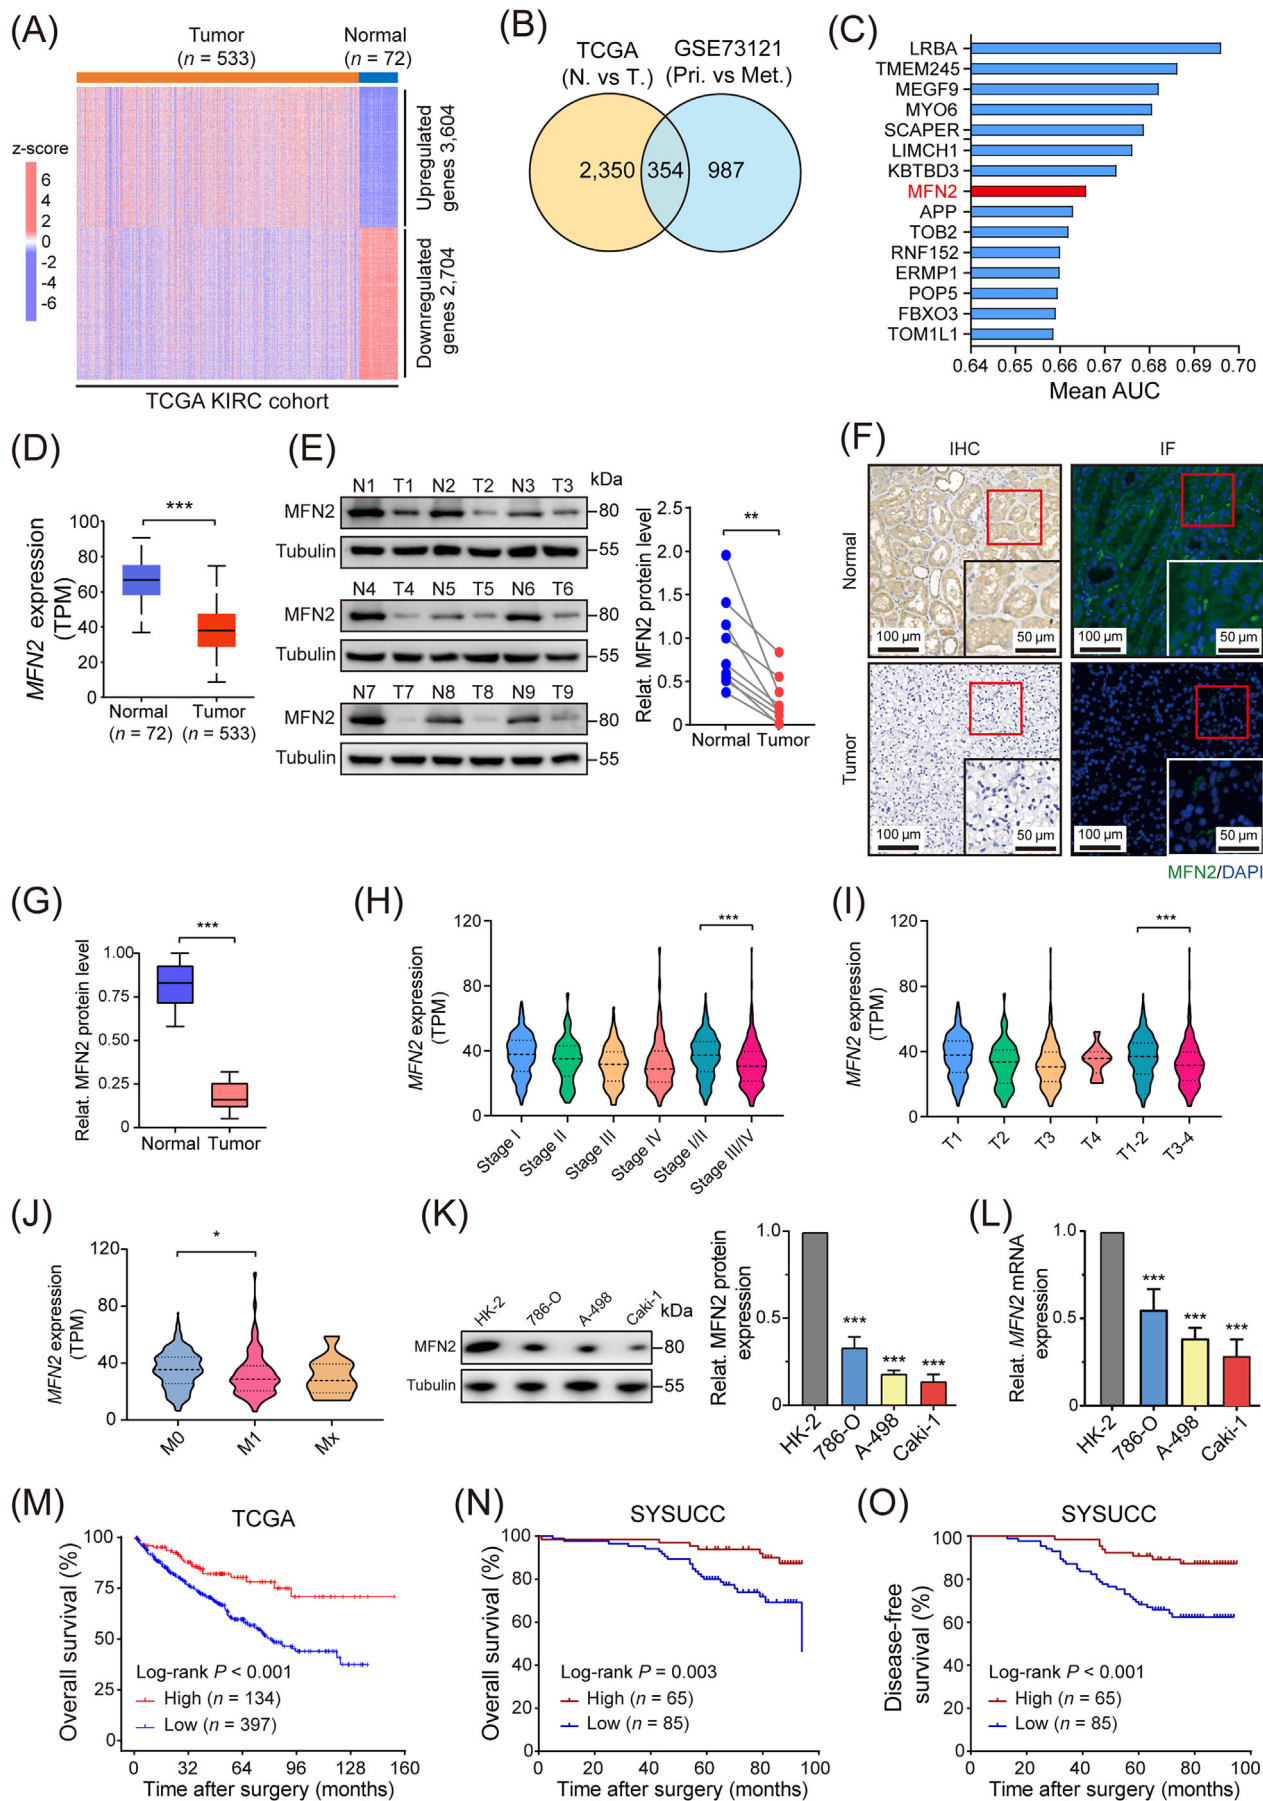 (A)
Tumor
(n = 533)
Normal
(n = 72)
z-score
6
4
2
0
-2
-4
-6
Upregulated
genes 3,604
Downregulated
genes 2,704
TCGA KIRC cohort
(B)
TCGA
(N. vs T.)
GSE73121
(Pri. vs Met.)
2,350
354
987
(C)
LRBA
TMEM245
MEGF9
MYO6
SCAPER
LIMCH1
KBTBD3
MFN2
APP
TOB2
RNF152
ERMP1
POP5
FBXO3
TOM1L1
0.64 0.65 0.66 0.67 0.68 0.69 0.70
Mean AUC
(D)
MFN2 expression
(TPM)
100
80
60
40
20
0
***
Normal
(n = 72)
Tumor
(n = 533)
(E)
N1 T1 N2 T2 N3 T3 kDa
MFN2 80
Tubulin 55
N4 T4 N5 T5 N6 T6
MFN2 80
Tubulin 55
N7 T7 N8 T8 N9 T9
MFN2 80
Tubulin 55
Relat. MFN2 protein level
2.5
2.0
1.5
1.0
0.5
0
**
Normal Tumor
(F)
IHC IF
Normal
100 µm 50 µm 100 µm 50 µm
Tumor
100 µm 50 µm 100 µm 50 µm
MFN2/DAPI
(G)
Relat. MFN2 protein level
1.00
0.75
0.50
0.25
0
***
Normal Tumor
(H)
MFN2 expression
(TPM)
120
80
40
0
***
Stage I
Stage II
Stage III
Stage IV
Stage I/II
Stage III/IV
(I)
MFN2 expression
(TPM)
120
80
40
0
***
T1
T2
T3
T4
T1-2
T3-4
(J)
MFN2 expression
(TPM)
120
80
40
0
*
M0
M1
Mx
(K)
HK-2
786-O
A-498
Caki-1
kDa
MFN2 80
Tubulin 55
Relat. MFN2 protein
expression
1.0
0.5
0
***
***
***
HK-2
786-O
A-498
Caki-1
(L)
Relat. MFN2 mRNA
expression
1.0
0.5
0
***
***
***
HK-2
786-O
A-498
Caki-1
(M)
TCGA
Overall survival (%)
100
75
50
25
0
Log-rank P < 0.001
High (n = 134)
Low (n = 397)
0 32 64 96 128 160
Time after surgery (months)
(N)
SYSUCC
Overall survival (%)
100
80
60
40
20
0
Log-rank P = 0.003
High (n = 65)
Low (n = 85)
0 20 40 60 80 100
Time after surgery (months)
(O)
SYSUCC
Disease-free
survival (%)
100
80
60
40
20
0
Log-rank P < 0.001
High (n = 65)
Low (n = 85)
0 20 40 60 80 100
Time after surgery (months)